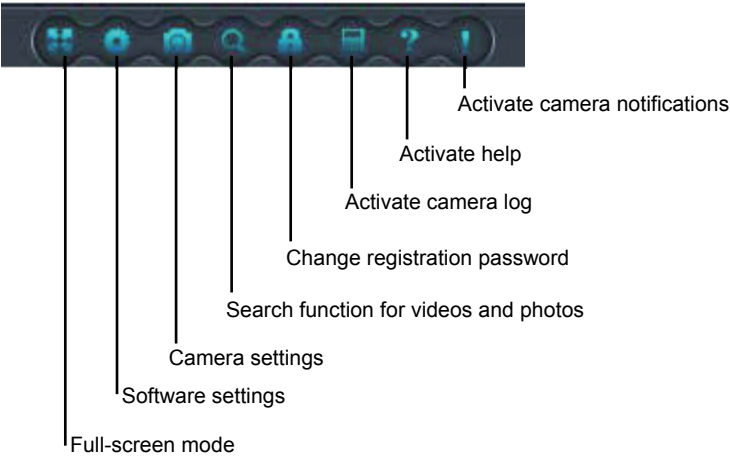 Activate camera notifications
Activate help
Activate camera log
Change registration password
Search function for videos and photos
Camera settings
Software settings
Full-screen mode